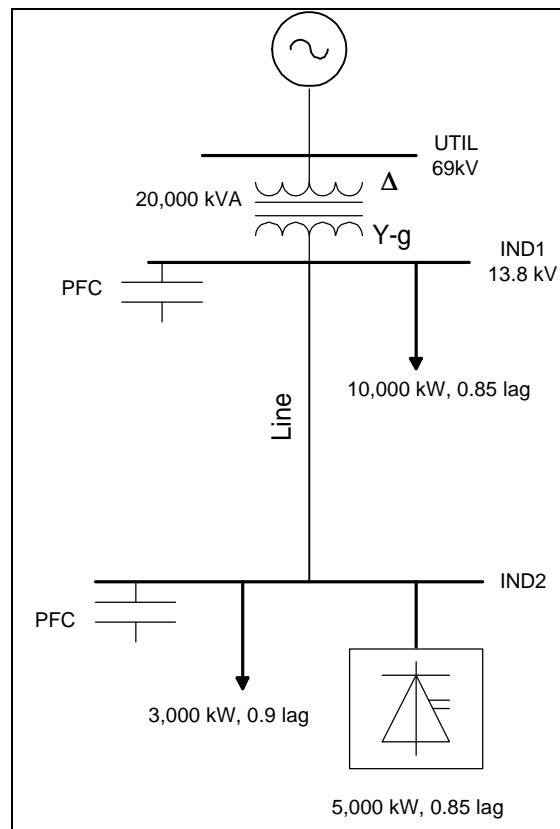 UTIL
69kV
Δ
20,000 kVA
Y-g
IND1
13.8 kV
PFC
10,000 kW, 0.85 lag
Line
IND2
PFC
3,000 kW, 0.9 lag
5,000 kW, 0.85 lag